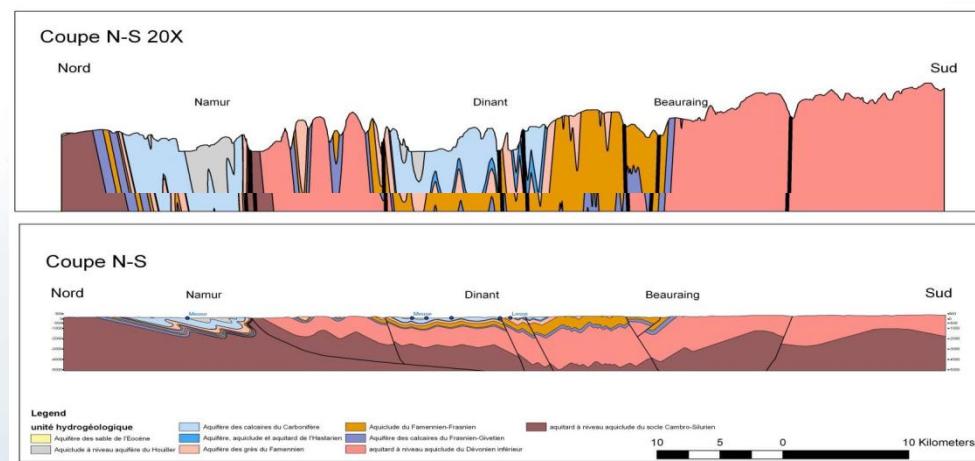 Coupe N-S 20X
Nord
Sud
Namur
Dinant
Beauraing
Coupe N-S
Nord
Namur
Dinant
Beauraing
Sud
Meuse
Meuse
Lesse
Legend
unité hydrogéologique
Aquifère des sable de l'Eocène
Aquiclude à niveau aquifère du Houiller
Aquifère des calcaires du Carbonifère
Aquifère, aquiclude et aquitard de l'Hastarien
Aquifère des grès du Famennien
Aquiclude du Famennien-Frasnien
Aquifère des calcaires du Frasnien-Givetien
aquitard à niveau aquiclude du Dévonien inférieur
aquitard à niveau aquiclude du socle Cambro-Silurien
10 5 0 10 Kilometers